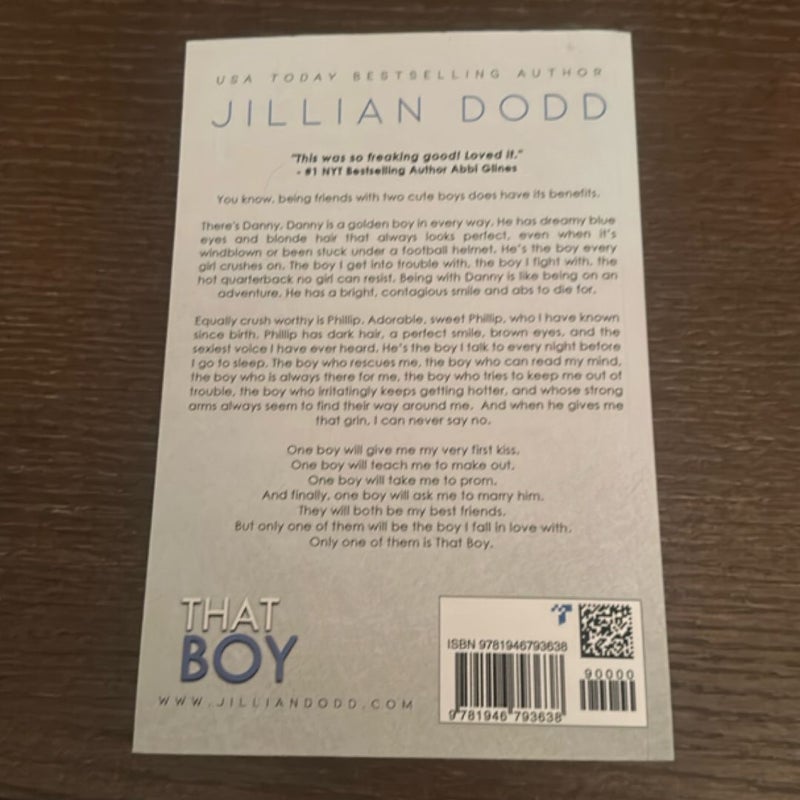 USA TODAY BESTSELLING AUTHOR
JILLIAN DODD
"This was so freaking good! Loved it."
- #1 NYT Bestselling Author Abbi Glines
You know, being friends with two cute boys does have its benefits.
There's Danny. Danny is a golden boy in every way. He has dreamy blue
eyes and blonde hair that always looks perfect, even when it's
windblown or been stuck under a football helmet. He's the boy every
girl crushes on. The boy I get into trouble with, the boy I fight with, the
hot quarterback no girl can resist. Being with Danny is like being on an
adventure. He has a bright, contagious smile and abs to die for.
Equally crush worthy is Phillip. Adorable, sweet Phillip, who I have known
since birth. Phillip has dark hair, a perfect smile, brown eyes, and the
sexiest voice I have ever heard. He's the boy I talk to every night before
I go to sleep. The boy who rescues me, the boy who can read my mind,
the boy who is always there for me, the boy who tries to keep me out of
trouble, the boy who irritatingly keeps getting hotter, and whose strong
arms always seem to find their way around me. And when he gives me
that grin, I can never say no.
One boy will give me my very first kiss.
One boy will teach me to make out.
One boy will take me to prom.
And finally, one boy will ask me to marry him.
They will both be my best friends.
But only one of them will be the boy I fall in love with.
Only one of them is That Boy.
THAT
BOY
WWW.JILLIANDODD.COM
ISBN 9781946793638
90000
9 781946 793638